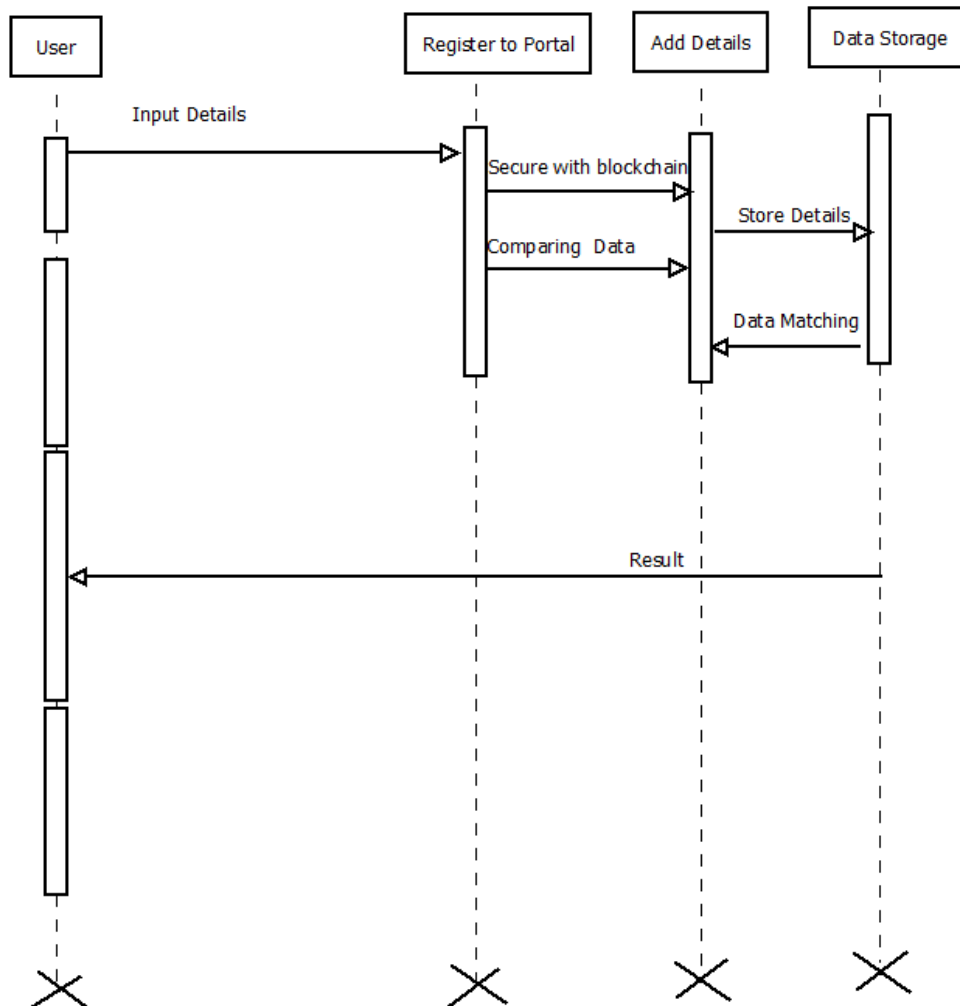 User
Register to Portal
Add Details
Data Storage
Input Details
Secure with blockchain
Store Details
Comparing Data
Data Matching
Result